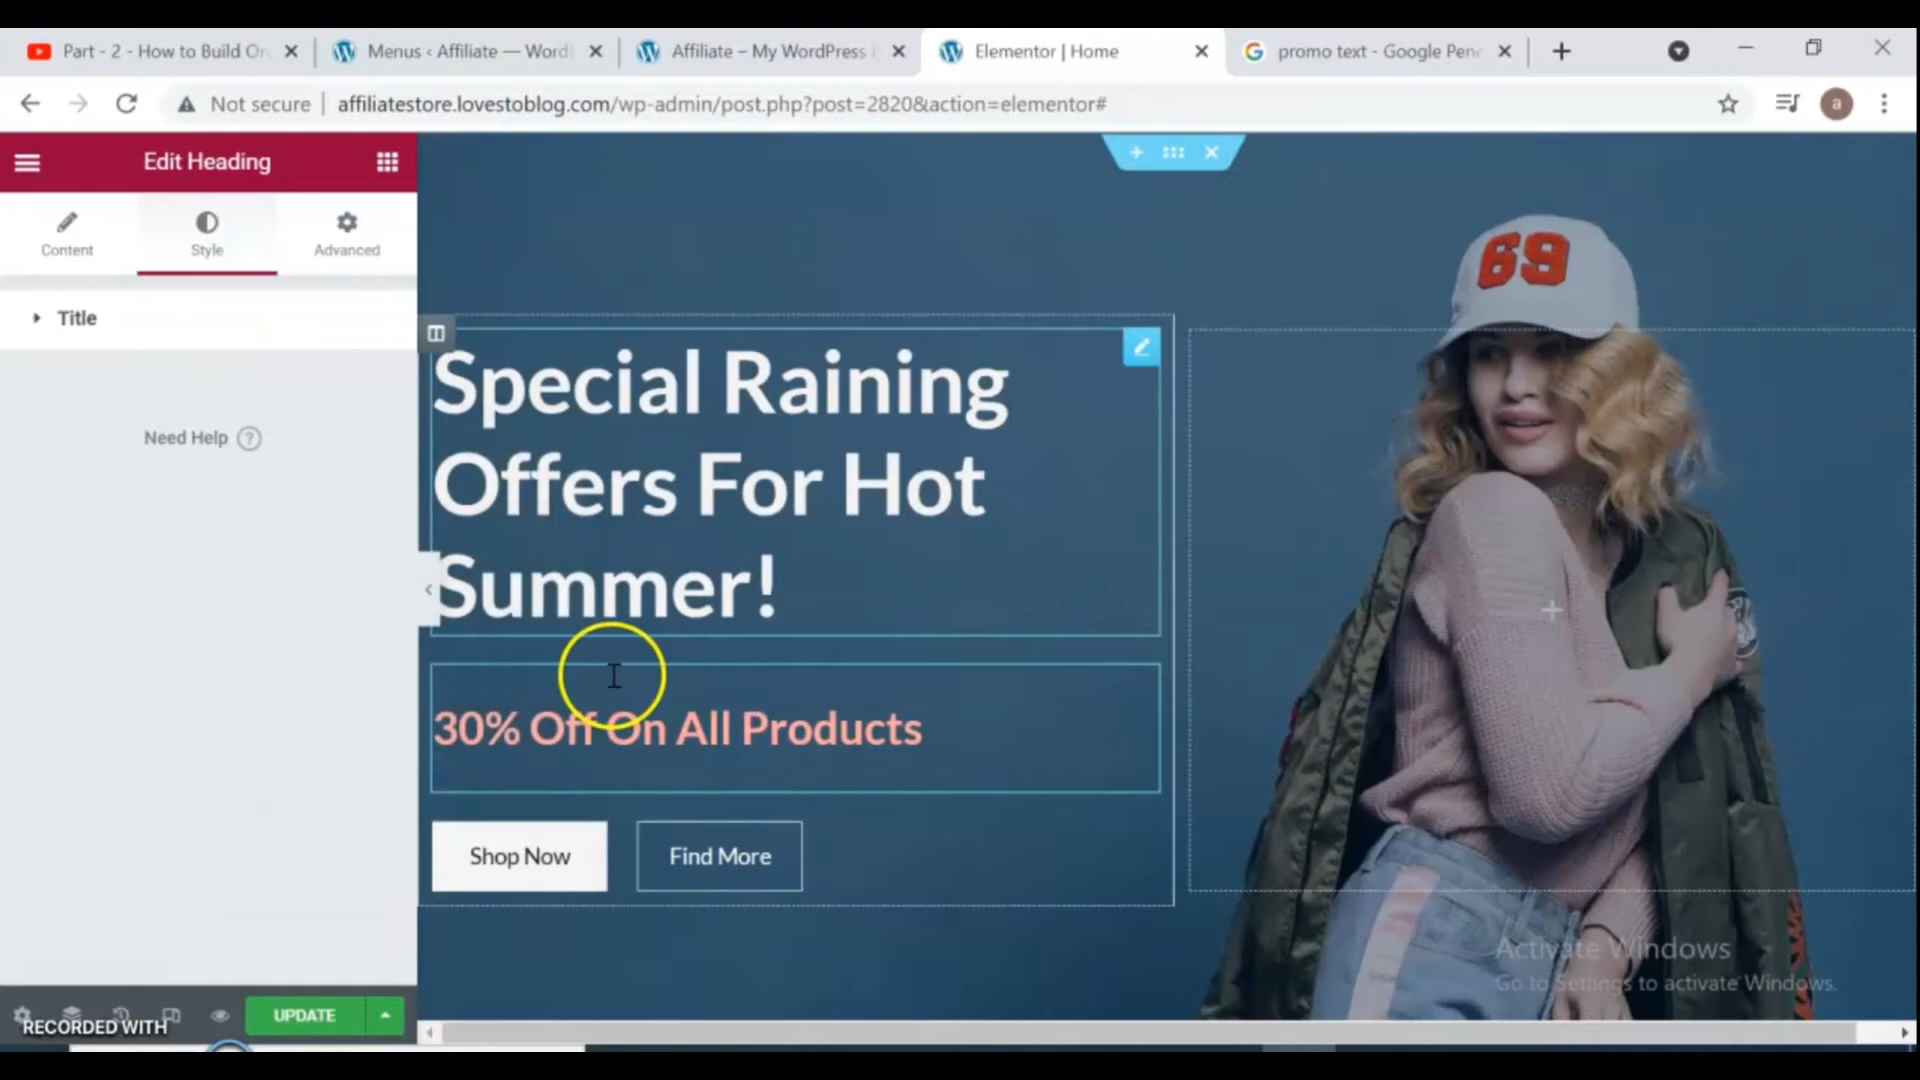 Part - 2 - How to Build On
Menus ‹ Affiliate — Word
Affiliate – My WordPress
Elementor | Home
promo text - Google Pen
Not secure
affiliatestore.lovestoblog.com/wp-admin/post.php?post=2820&action=elementor#
a
Edit Heading
Content
Style
Advanced
Title
Need Help ?
69
Special Raining
Offers For Hot
Summer!
30% Off On All Products
Shop Now
Find More
Activate Windows
Go to Settings to activate Windows.
UPDATE
RECORDED WITH